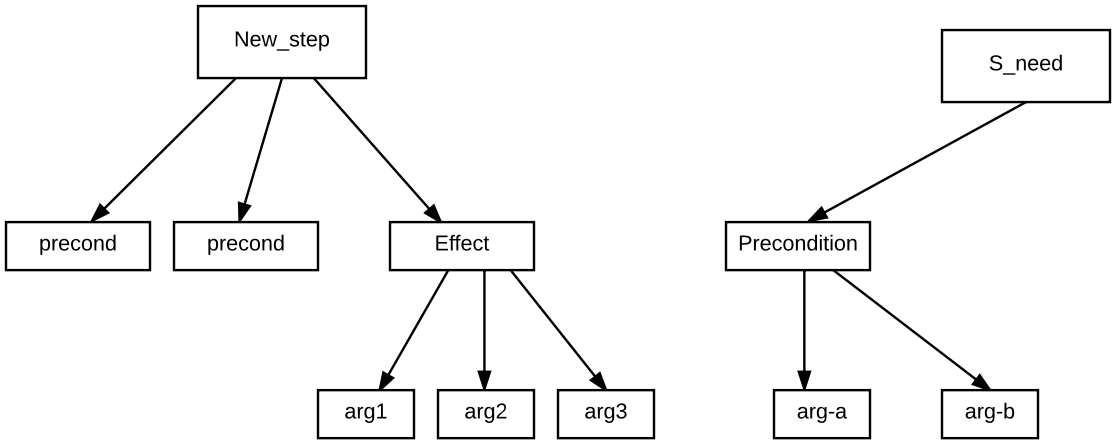 New_step
S_need
precond
precond
Effect
Precondition
arg1
arg2
arg3
arg-a
arg-b